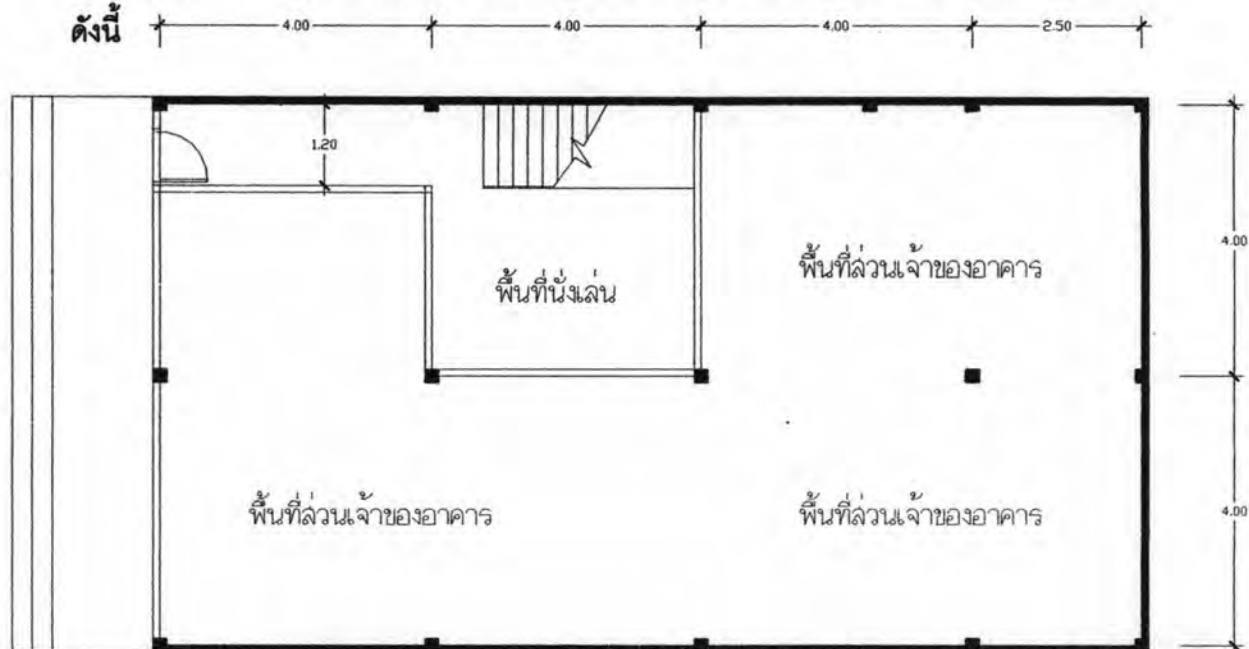 ดังนี้
4.00 4.00 4.00 2.50
1.20
พื้นที่นั่งเล่น
พื้นที่ส่วนเจ้าของอาคาร
4.00
พื้นที่ส่วนเจ้าของอาคาร
พื้นที่ส่วนเจ้าของอาคาร
4.00